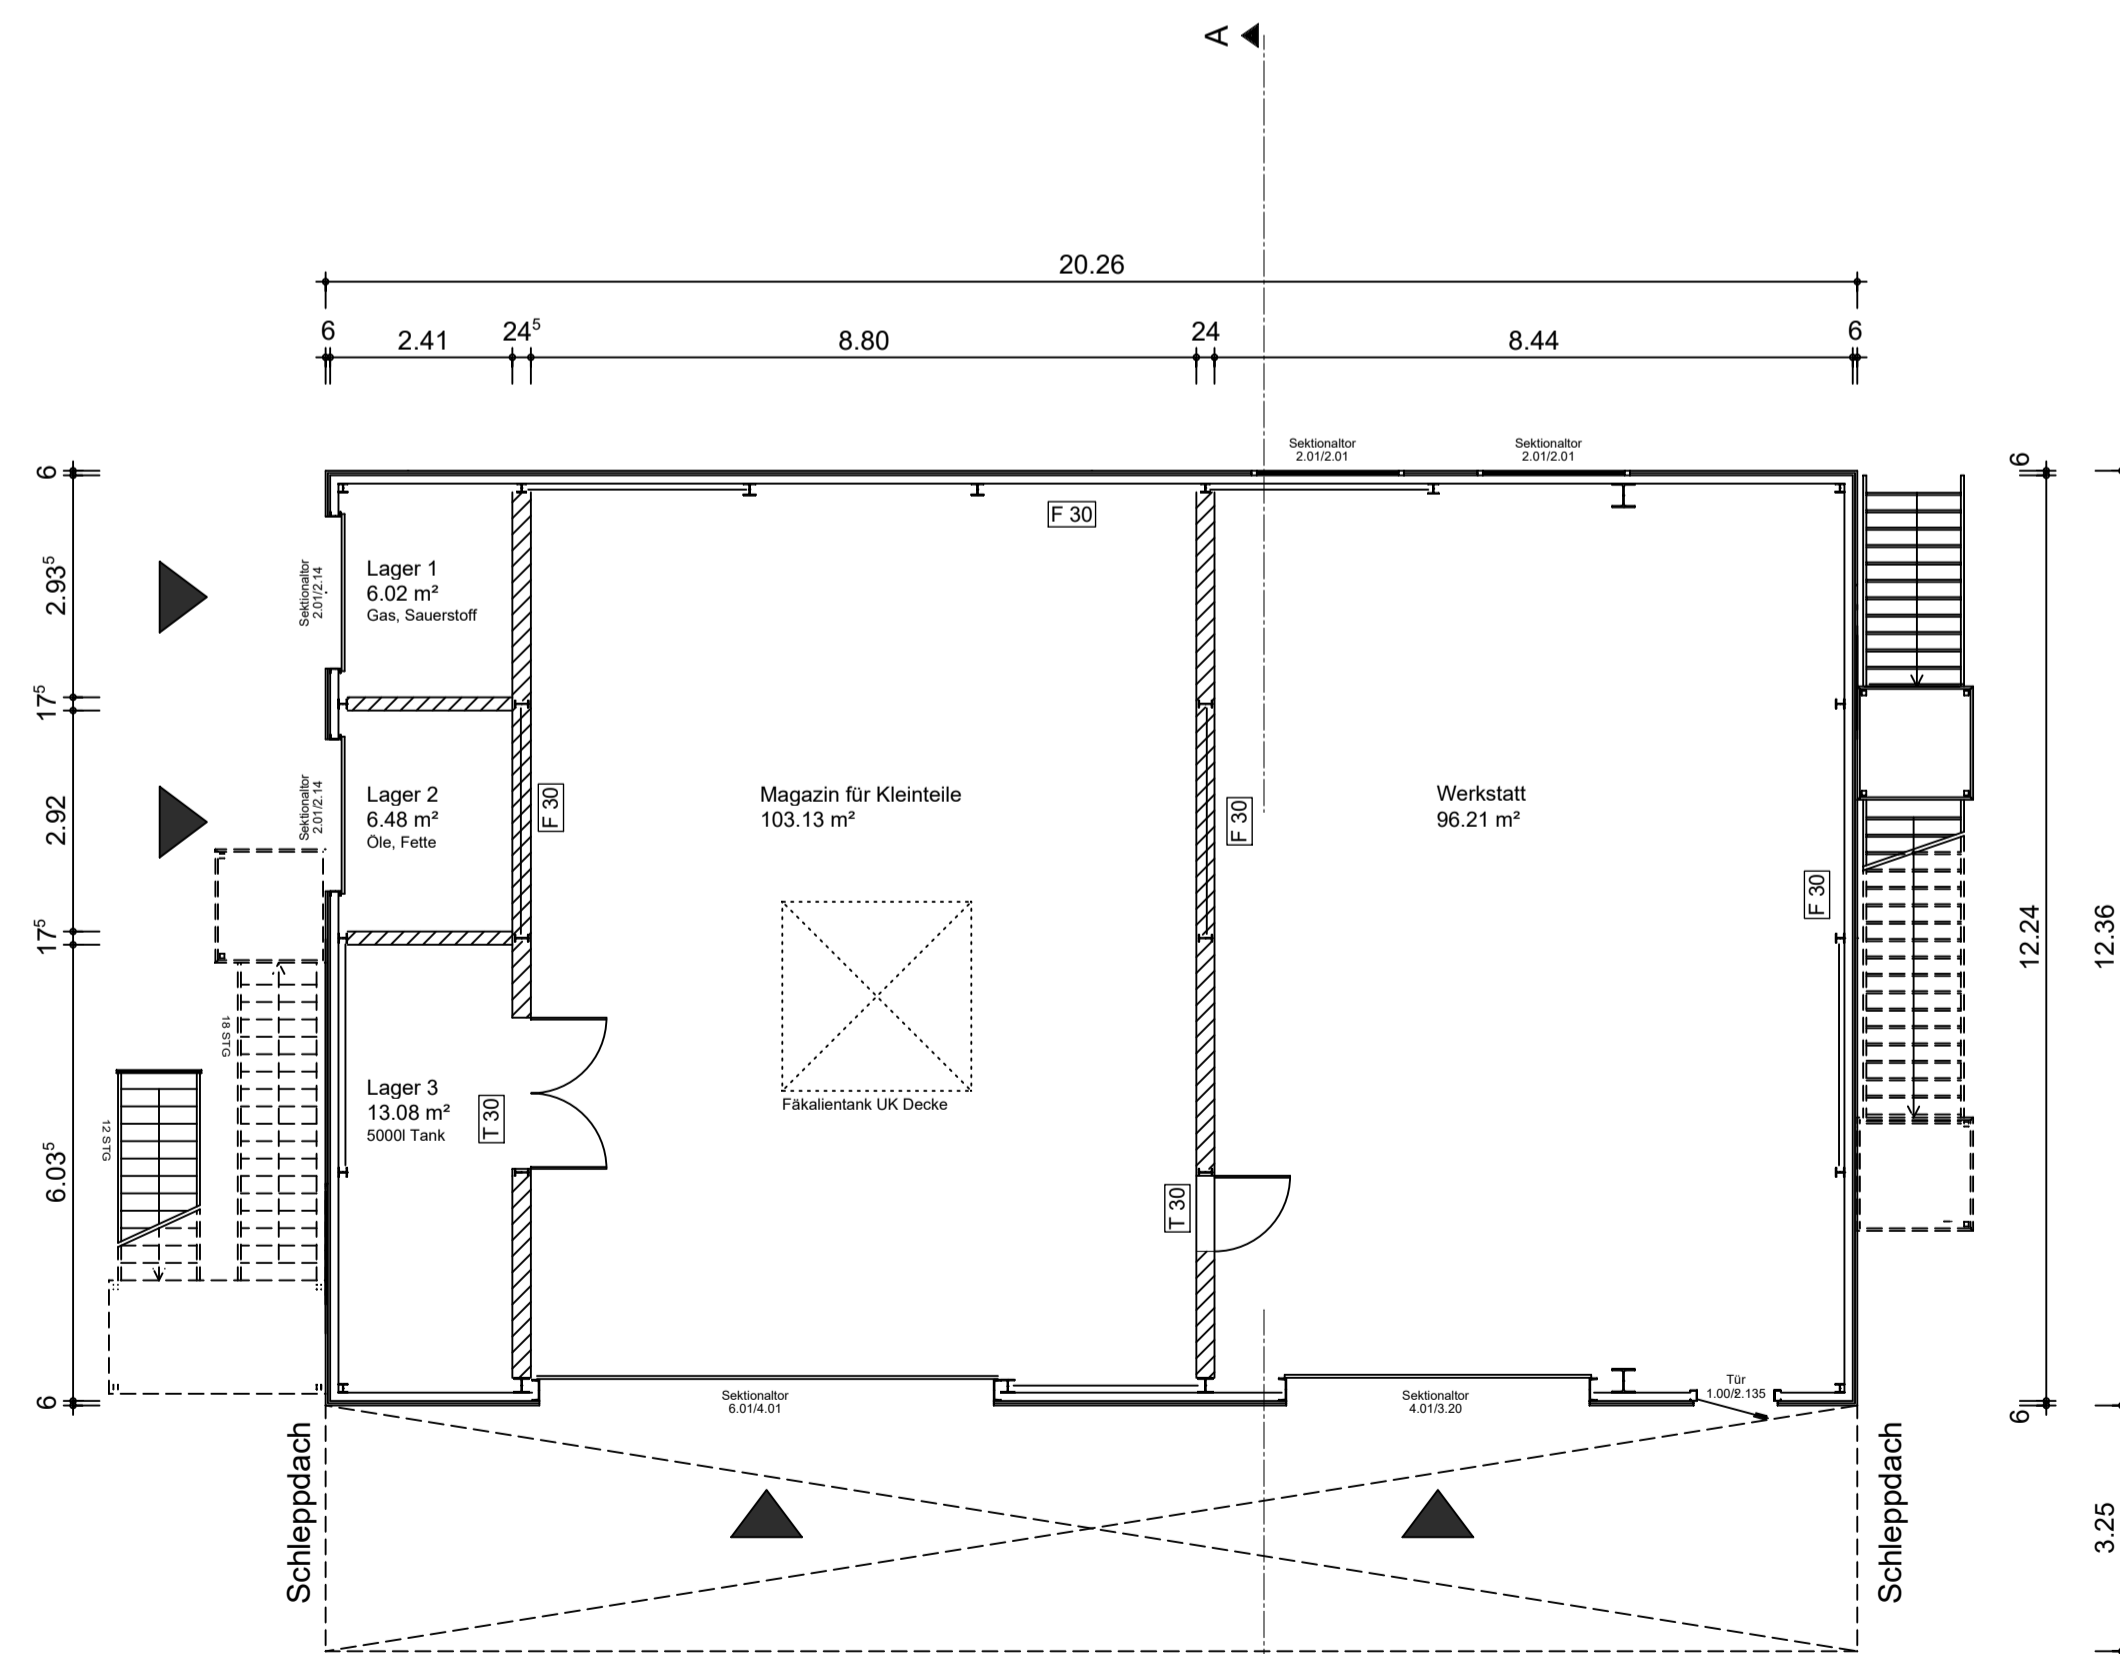 A
20.26
6
2.41
24⁵
8.80
24
8.44
6
Sektionaltor
2.01/2.01
Sektionaltor
2.01/2.01
6
2.93⁵
17⁵
2.92
17⁵
6.03⁵
6
Sektionaltor
2.01/2.14
Sektionaltor
2.01/2.14
Lager 1
6.02 m²
Gas, Sauerstoff
F 30
Lager 2
6.48 m²
Öle, Fette
F 30
Magazin für Kleinteile
103.13 m²
F 30
Werkstatt
96.21 m²
F 30
Lager 3
13.08 m²
5000l Tank
T 30
Fäkalientank UK Decke
T 30
18 STG
12 STG
Sektionaltor
6.01/4.01
Sektionaltor
4.01/3.20
Tür
1.00/2.135
6
12.24
6
12.36
3.25
Schleppdach
Schleppdach